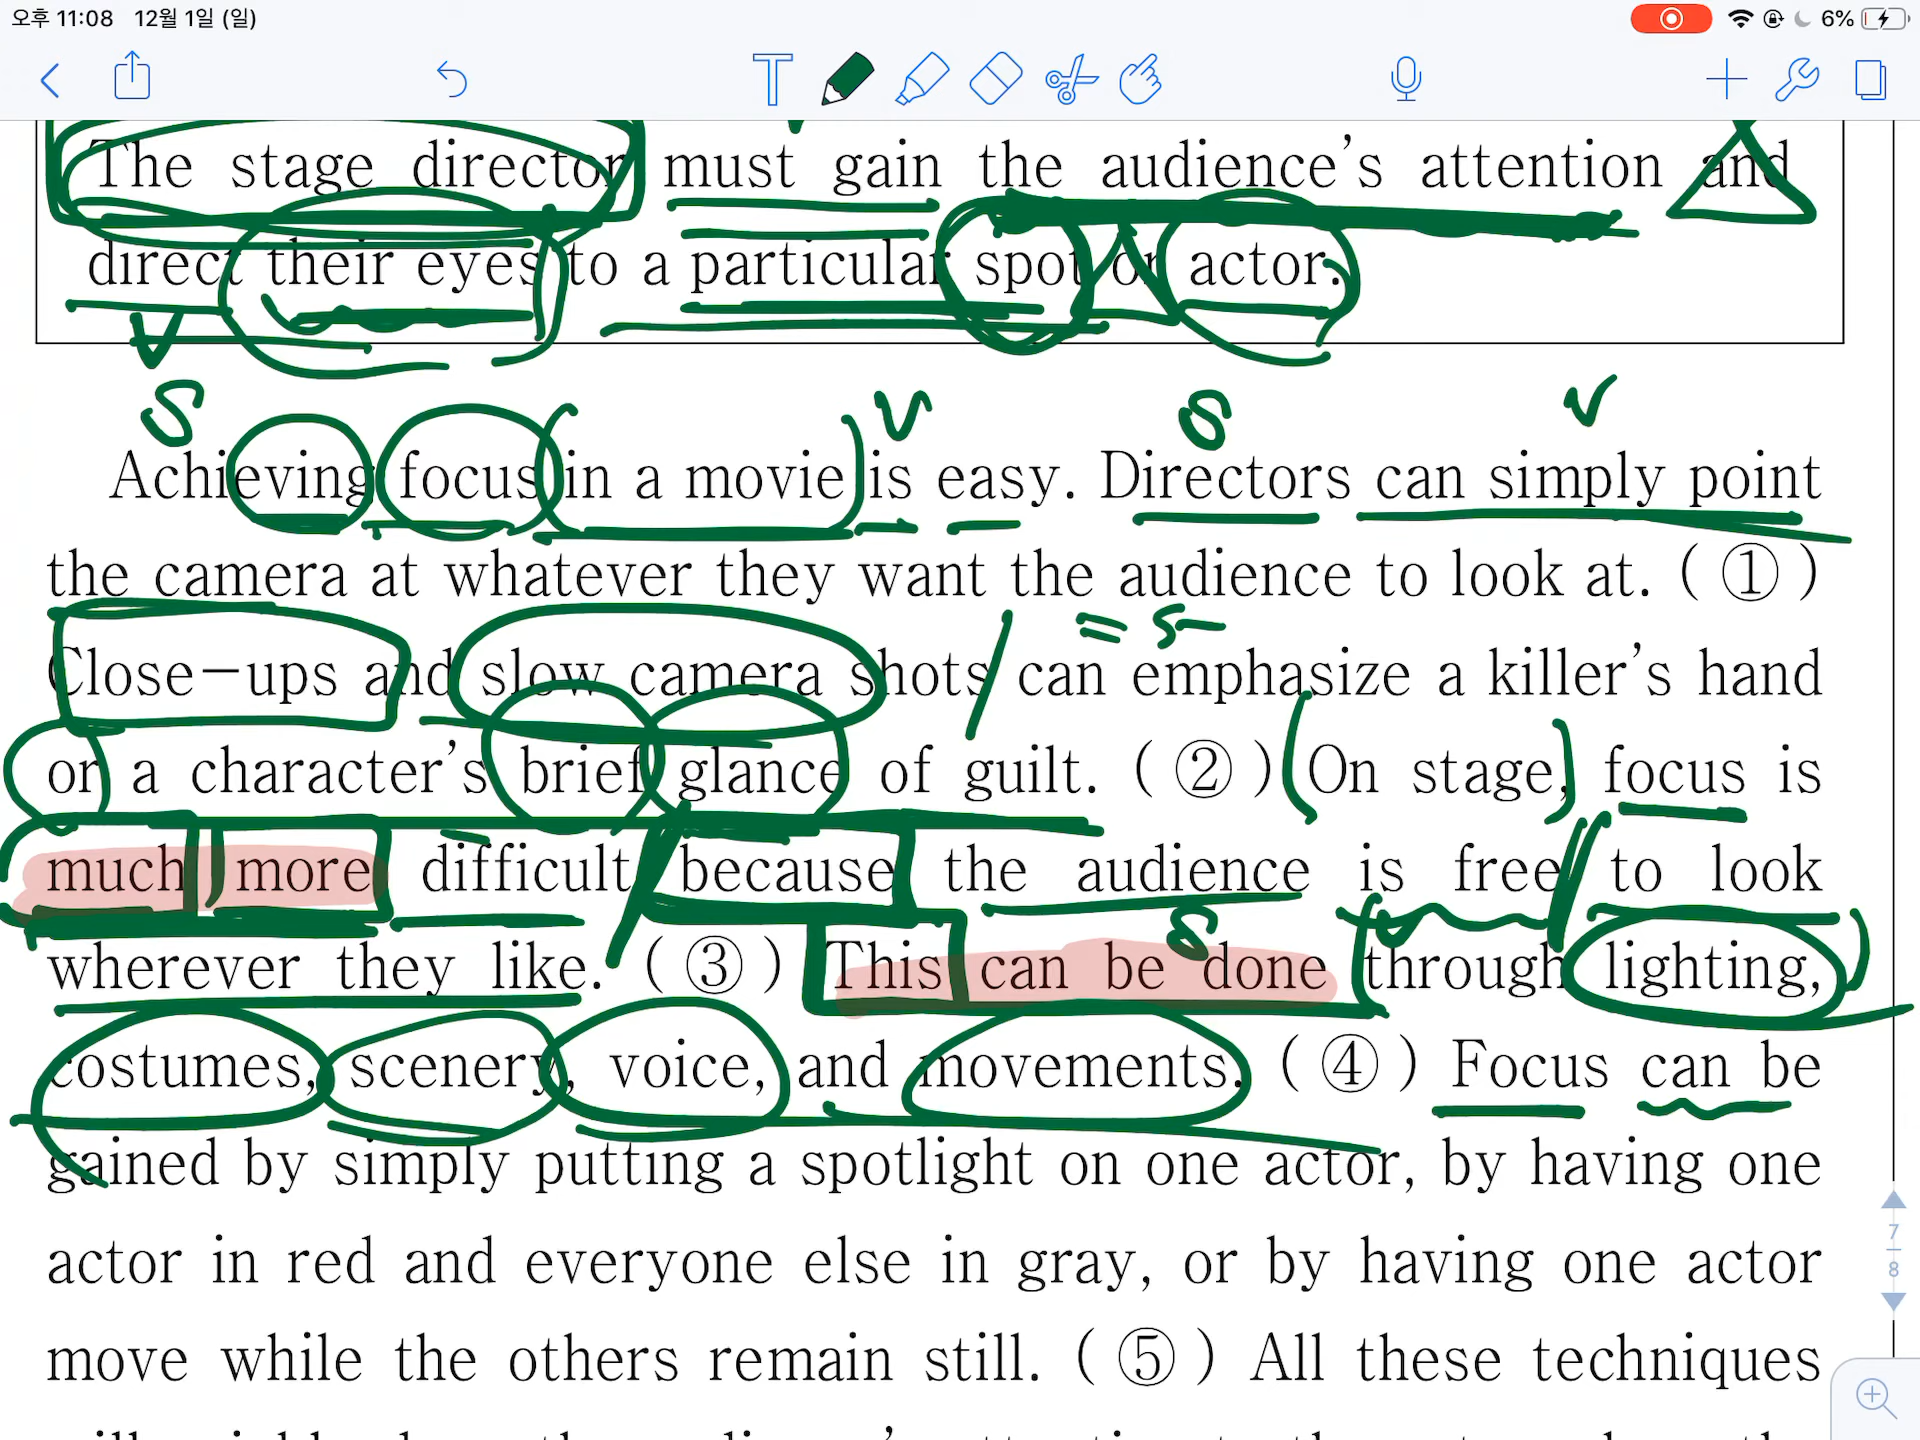 오후 11:08 12월 1일 (일) 6%
T
The stage director must gain the audience's attention and
direct their eyes to a particular spot or actor.
S V S V
Achieving focus in a movie is easy. Directors can simply point
the camera at whatever they want the audience to look at. ( ① )
Close-ups and slow camera shots can emphasize a killer's hand
or a character's brief glance of guilt. ( ② ) On stage, focus is
much more difficult because the audience is free to look
wherever they like. ( ③ ) This can be done through lighting,
costumes, scenery, voice, and movements. ( ④ ) Focus can be
gained by simply putting a spotlight on one actor, by having one
actor in red and everyone else in gray, or by having one actor
move while the others remain still. ( ⑤ ) All these techniques
7
8